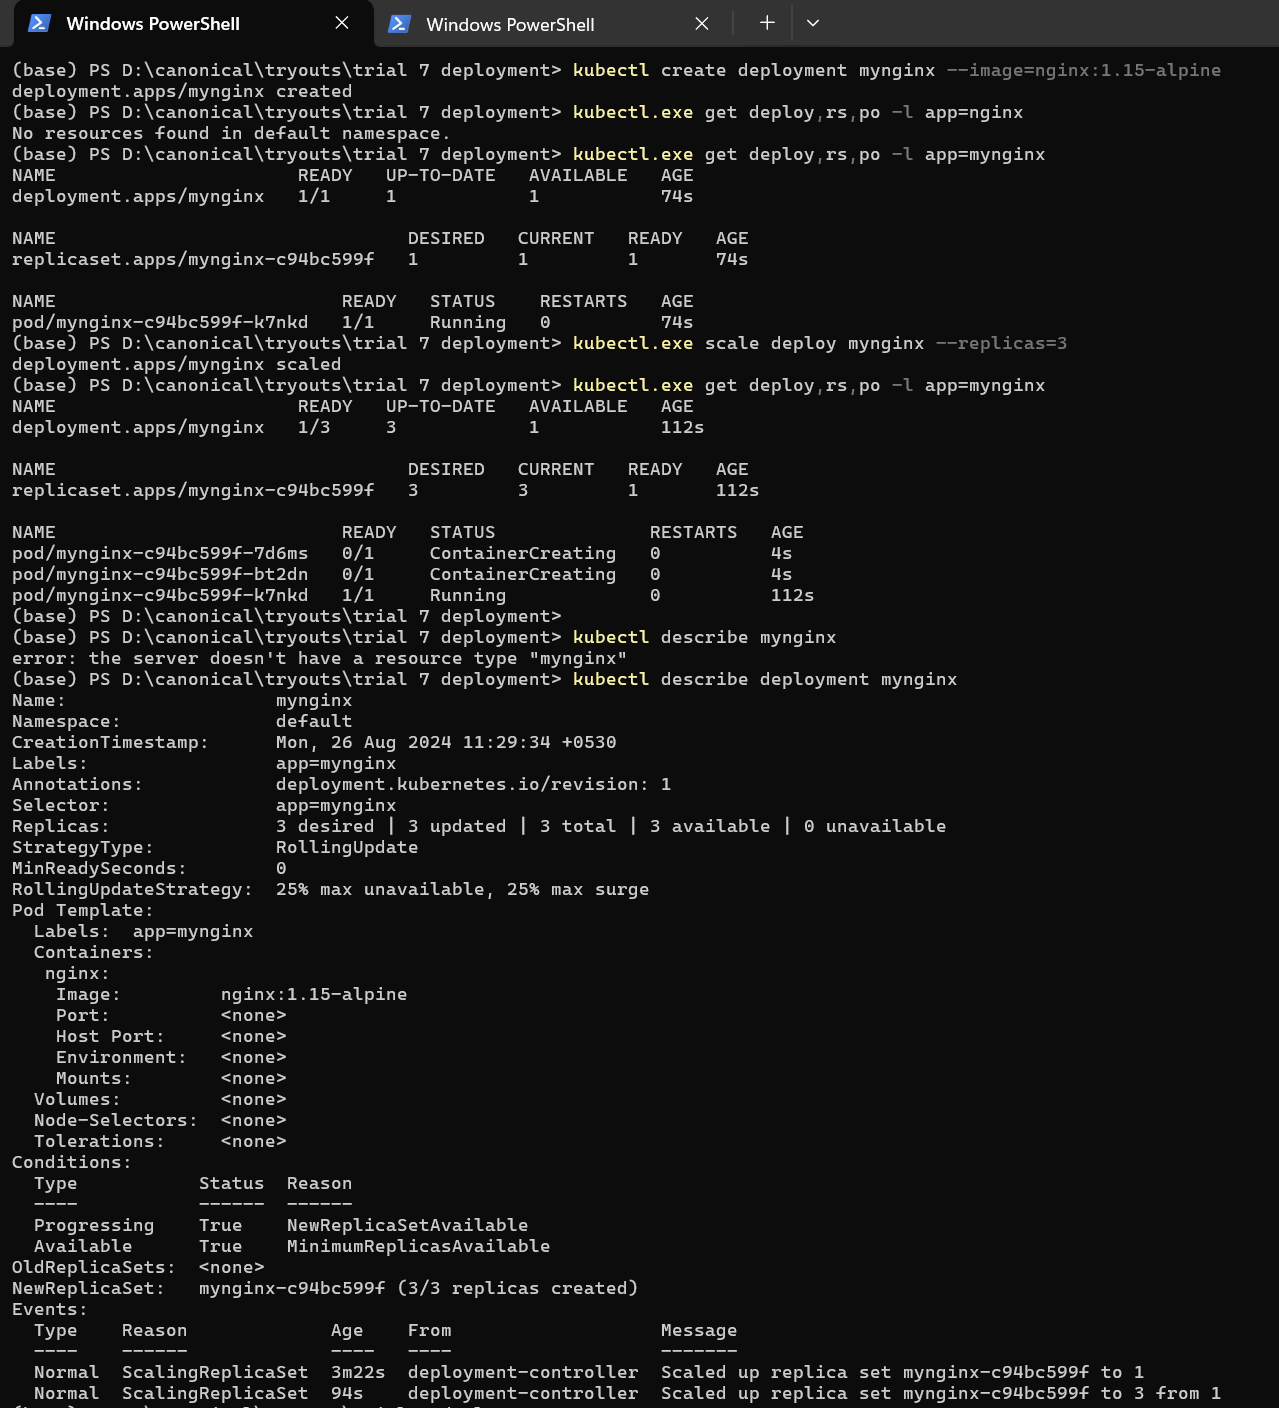 Windows PowerShell
Windows PowerShell
(base) PS D:\canonical\tryouts\trial 7 deployment> kubectl create deployment mynginx --image=nginx:1.15-alpine
deployment.apps/mynginx created
(base) PS D:\canonical\tryouts\trial 7 deployment> kubectl.exe get deploy,rs,po -l app=nginx
No resources found in default namespace.
(base) PS D:\canonical\tryouts\trial 7 deployment> kubectl.exe get deploy,rs,po -l app=mynginx
NAME                      READY   UP-TO-DATE   AVAILABLE   AGE
deployment.apps/mynginx   1/1     1            1           74s

NAME                                DESIRED   CURRENT   READY   AGE
replicaset.apps/mynginx-c94bc599f   1         1         1       74s

NAME                          READY   STATUS    RESTARTS   AGE
pod/mynginx-c94bc599f-k7nkd   1/1     Running   0          74s
(base) PS D:\canonical\tryouts\trial 7 deployment> kubectl.exe scale deploy mynginx --replicas=3
deployment.apps/mynginx scaled
(base) PS D:\canonical\tryouts\trial 7 deployment> kubectl.exe get deploy,rs,po -l app=mynginx
NAME                      READY   UP-TO-DATE   AVAILABLE   AGE
deployment.apps/mynginx   1/3     3            1           112s

NAME                                DESIRED   CURRENT   READY   AGE
replicaset.apps/mynginx-c94bc599f   3         3         1       112s

NAME                          READY   STATUS              RESTARTS   AGE
pod/mynginx-c94bc599f-7d6ms   0/1     ContainerCreating   0          4s
pod/mynginx-c94bc599f-bt2dn   0/1     ContainerCreating   0          4s
pod/mynginx-c94bc599f-k7nkd   1/1     Running             0          112s
(base) PS D:\canonical\tryouts\trial 7 deployment>
(base) PS D:\canonical\tryouts\trial 7 deployment> kubectl describe mynginx
error: the server doesn't have a resource type "mynginx"
(base) PS D:\canonical\tryouts\trial 7 deployment> kubectl describe deployment mynginx
Name:                   mynginx
Namespace:              default
CreationTimestamp:      Mon, 26 Aug 2024 11:29:34 +0530
Labels:                 app=mynginx
Annotations:            deployment.kubernetes.io/revision: 1
Selector:               app=mynginx
Replicas:               3 desired | 3 updated | 3 total | 3 available | 0 unavailable
StrategyType:           RollingUpdate
MinReadySeconds:        0
RollingUpdateStrategy:  25% max unavailable, 25% max surge
Pod Template:
  Labels:  app=mynginx
  Containers:
   nginx:
    Image:         nginx:1.15-alpine
    Port:          <none>
    Host Port:     <none>
    Environment:   <none>
    Mounts:        <none>
  Volumes:         <none>
  Node-Selectors:  <none>
  Tolerations:     <none>
Conditions:
  Type           Status  Reason
  ----           ------  ------
  Progressing    True    NewReplicaSetAvailable
  Available      True    MinimumReplicasAvailable
OldReplicaSets:  <none>
NewReplicaSet:   mynginx-c94bc599f (3/3 replicas created)
Events:
  Type    Reason             Age    From                   Message
  ----    ------             ----   ----                   -------
  Normal  ScalingReplicaSet  3m22s  deployment-controller  Scaled up replica set mynginx-c94bc599f to 1
  Normal  ScalingReplicaSet  94s    deployment-controller  Scaled up replica set mynginx-c94bc599f to 3 from 1